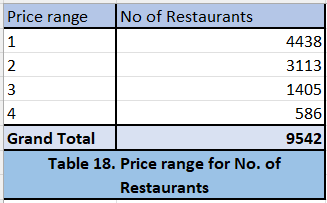 Price range No of Restaurants
1 4438
2 3113
3 1405
4 586
Grand Total 9542
Table 18. Price range for No. of
Restaurants